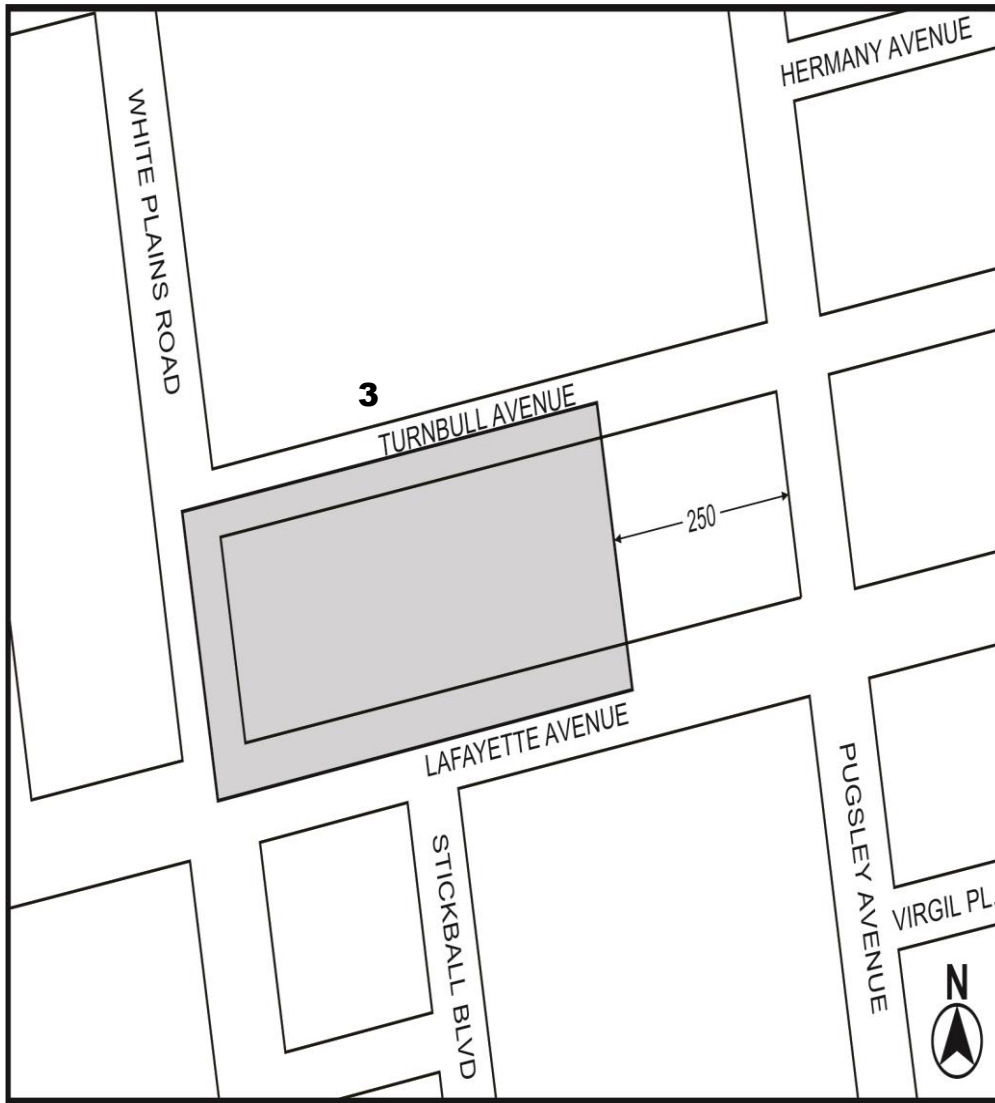 HERMANY AVENUE
WHITE PLAINS ROAD
3
TURNBULL AVENUE
250
LAFAYETTE AVENUE
STICKBALL BLVD
PUGSLEY AVENUE
VIRGIL PL.
N